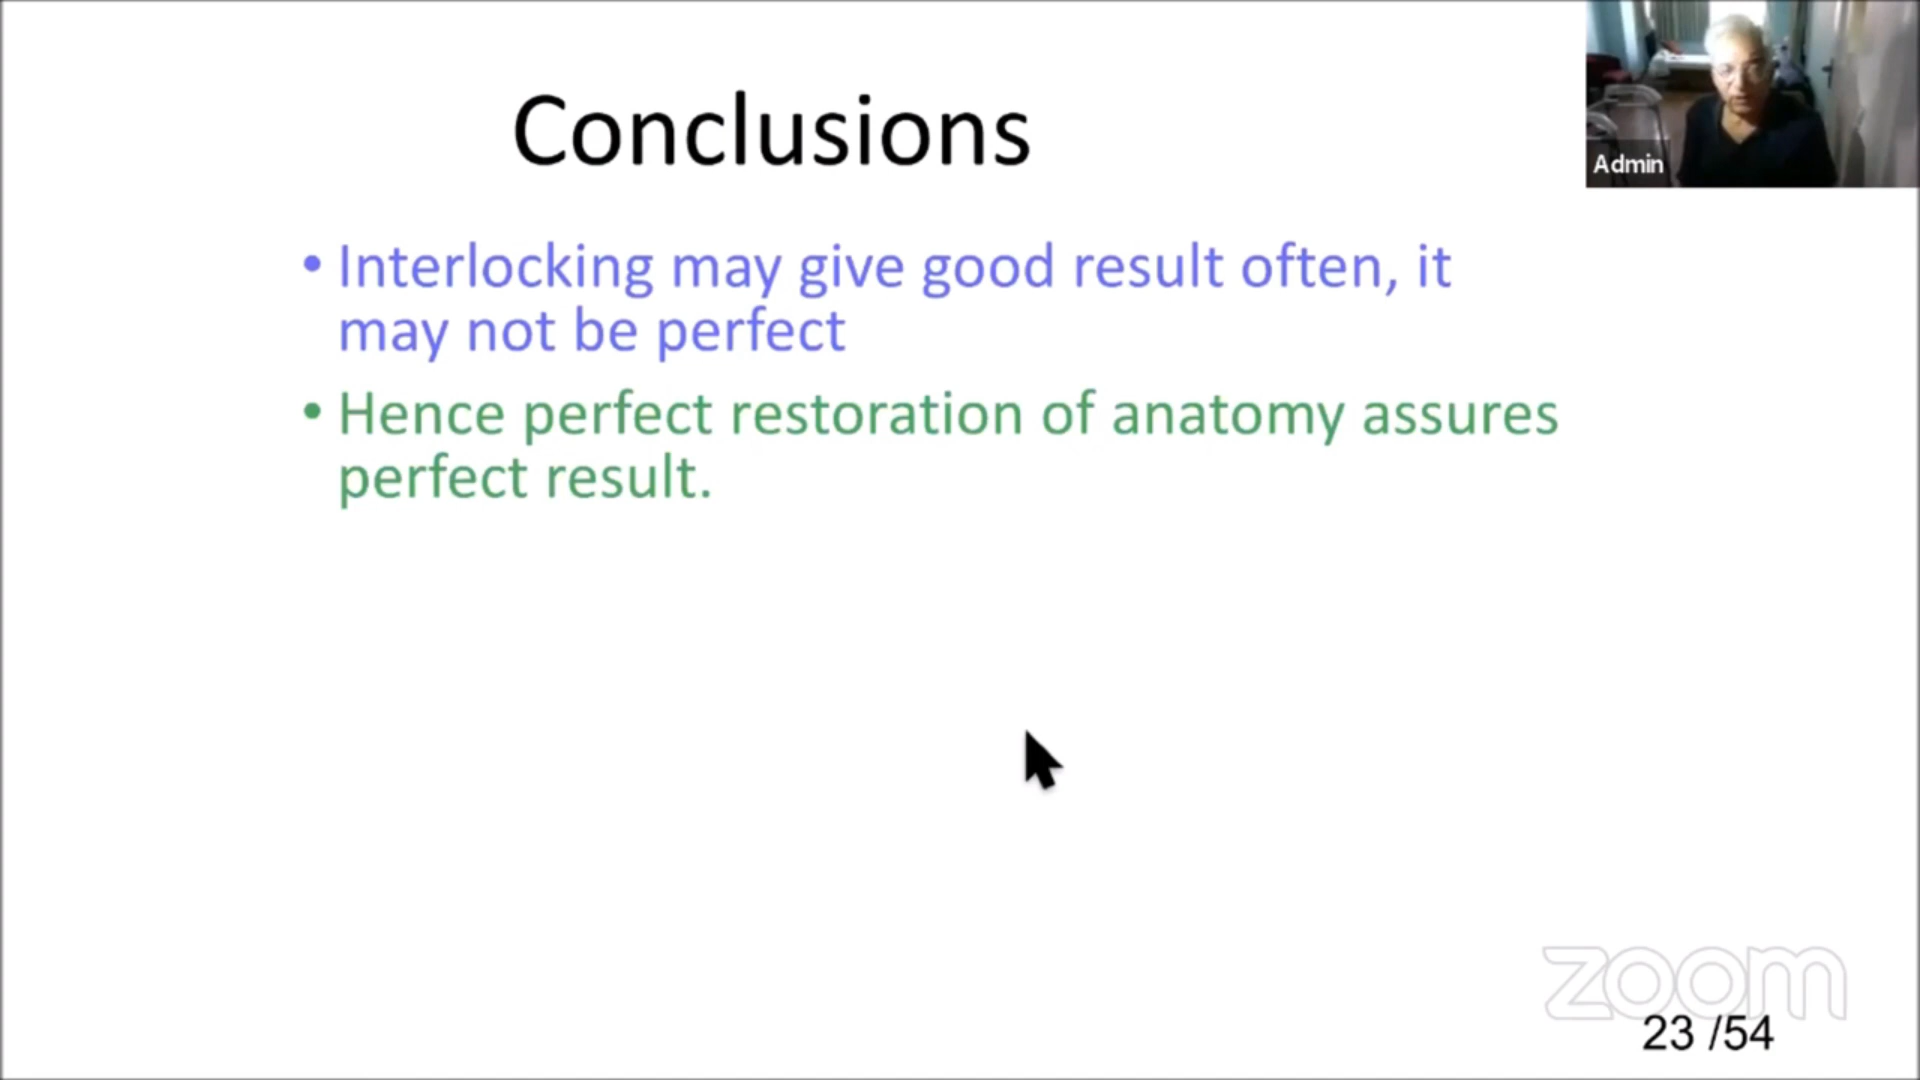 Conclusions
Admin
• Interlocking may give good result often, it
may not be perfect
• Hence perfect restoration of anatomy assures
perfect result.
zoom
23 /54